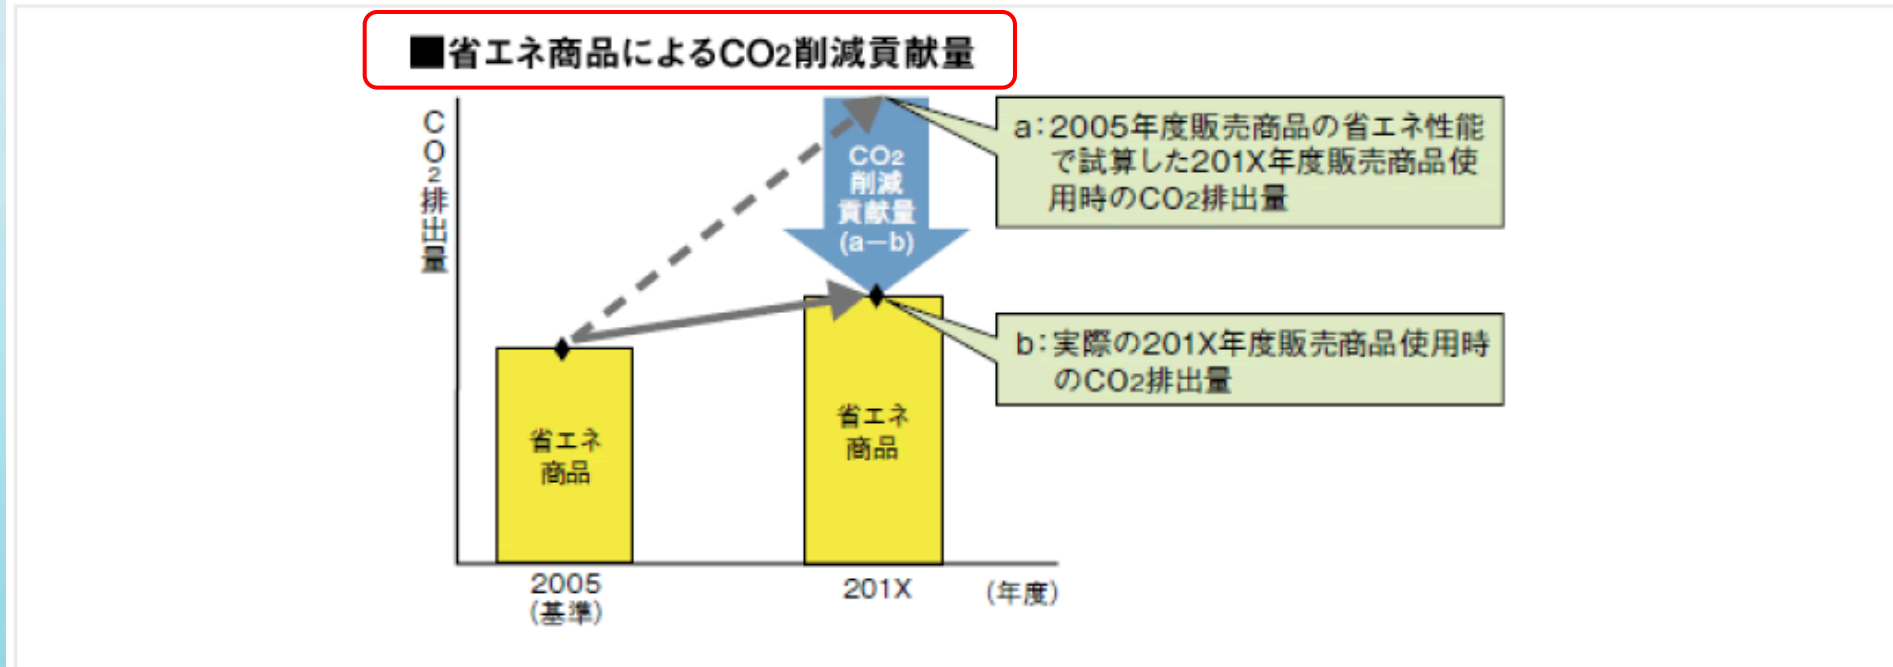 ■省エネ商品によるCO2削減貢献量
CO2排出量
CO2
削減
貢献量
(a－b)
a：2005年度販売商品の省エネ性能
で試算した201X年度販売商品使
用時のCO2排出量
b：実際の201X年度販売商品使用時
のCO2排出量
省エネ
商品
省エネ
商品
2005
(基準)
201X
(年度)